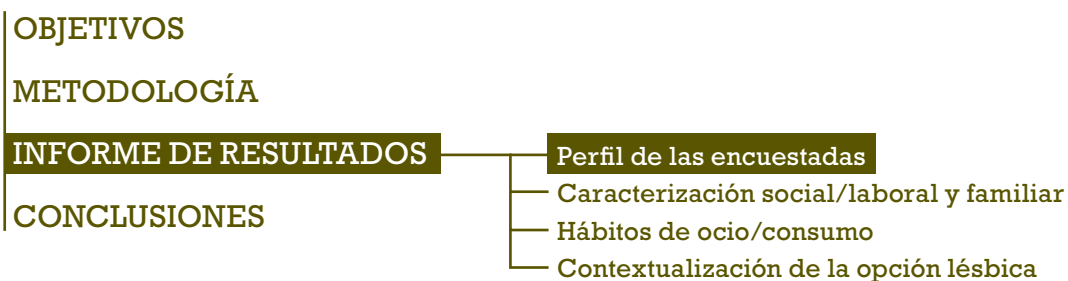 OBJETIVOS
METODOLOGÍA
INFORME DE RESULTADOS
CONCLUSIONES
Perfil de las encuestadas
Caracterización social/laboral y familiar
Hábitos de ocio/consumo
Contextualización de la opción lésbica